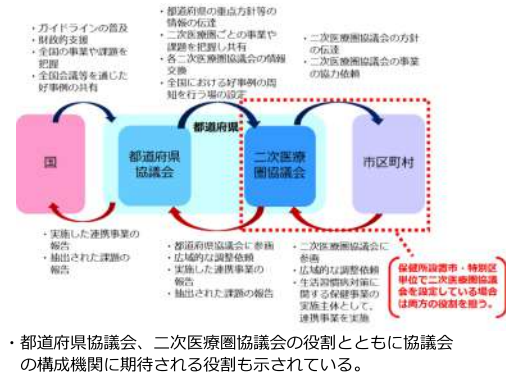 ・ガイドラインの普及
・財政的支援
・全国の事業や課題を
把握
・全国会議等を通じた
好事例の共有
・都道府県の重点方針等の
情報の伝達
・二次医療圏ごとの事業や
課題を把握し共有
・各二次医療圏協議会の情報
交換
・全国における好事例の周
知を行う場の設定
・二次医療圏協議会の方針
の伝達
・二次医療圏協議会の事業
の協力依頼
都道府県
国
都道府県
協議会
二次医療
圏協議会
市区町村
・実施した連携事業の
報告
・抽出された課題の
報告
・都道府県協議会に参画
・広域的な調整依頼
・実施した連携事業の
報告
・抽出された課題の報告
・二次医療圏協議会に
参画
・広域的な調整依頼
・生活習慣病対策に
関する保健事業の
実施主体として、
連携事業を実施
保健所設置市・特別区
単位で二次医療圏協議
会を設定している場合
は両方の役割を担う。
・都道府県協議会、二次医療圏協議会の役割とともに協議会
の構成機関に期待される役割も示されている。